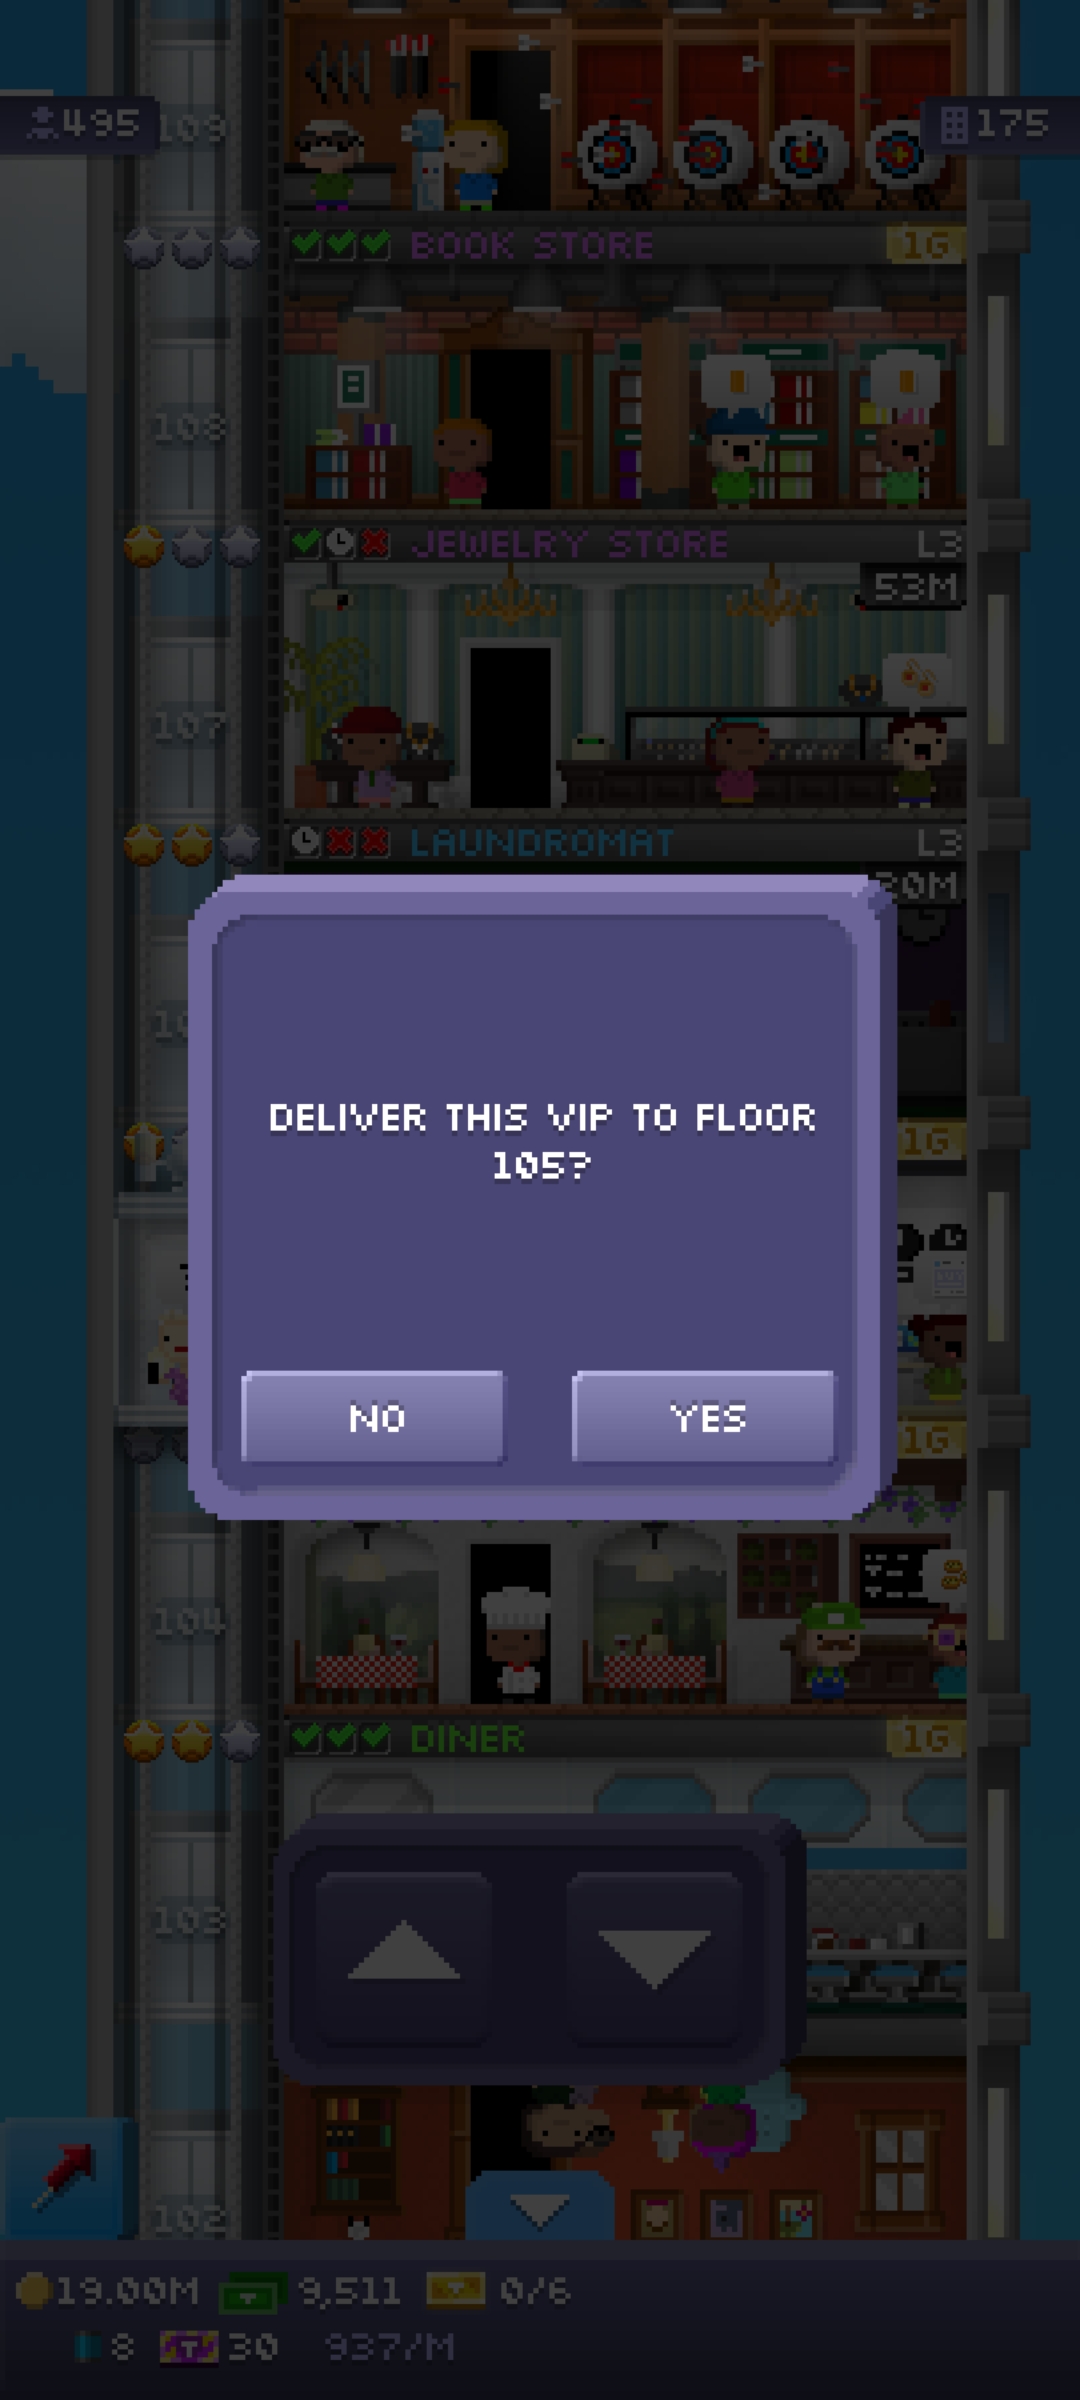 495
109
175
BOOK STORE
1G
108
JEWELRY STORE
L3
53M
107
LAUNDROMAT
L3
1G
DELIVER THIS VIP TO FLOOR
105?
NO
YES
1G
104
DINER
1G
103
102
19.00M
9,511
0/6
8
T
30
937/M